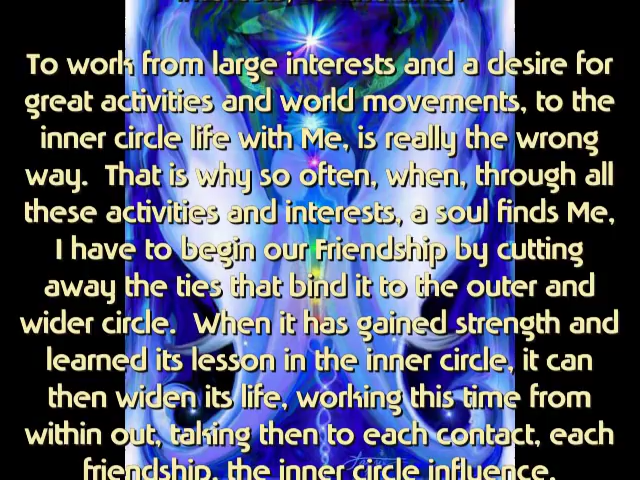 To work from large interests and a desire for
great activities and world movements, to the
inner circle life with Me, is really the wrong
way. That is why so often, when, through all
these activities and interests, a soul finds Me,
I have to begin our Friendship by cutting
away the ties that bind it to the outer and
wider circle. When it has gained strength and
learned its lesson in the inner circle, it can
then widen its life, working this time from
within out, taking then to each contact, each
friendship, the inner circle influence.